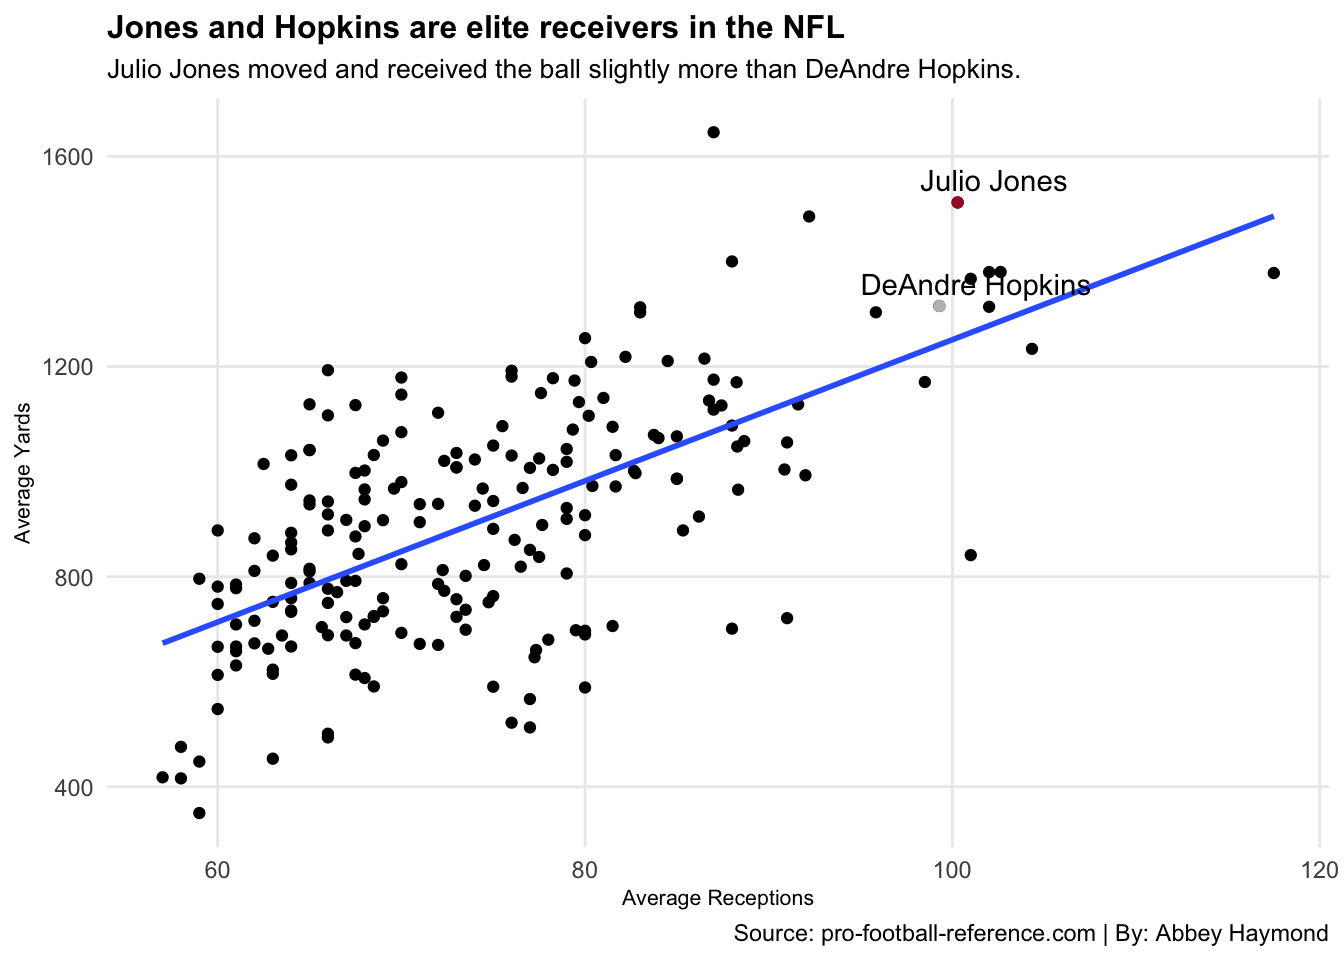 Jones and Hopkins are elite receivers in the NFL
Julio Jones moved and received the ball slightly more than DeAndre Hopkins.
1600
Julio Jones
DeAndre Hopkins
1200
Average Yards
800
400
60
80
100
120
Average Receptions
Source: pro-football-reference.com | By: Abbey Haymond